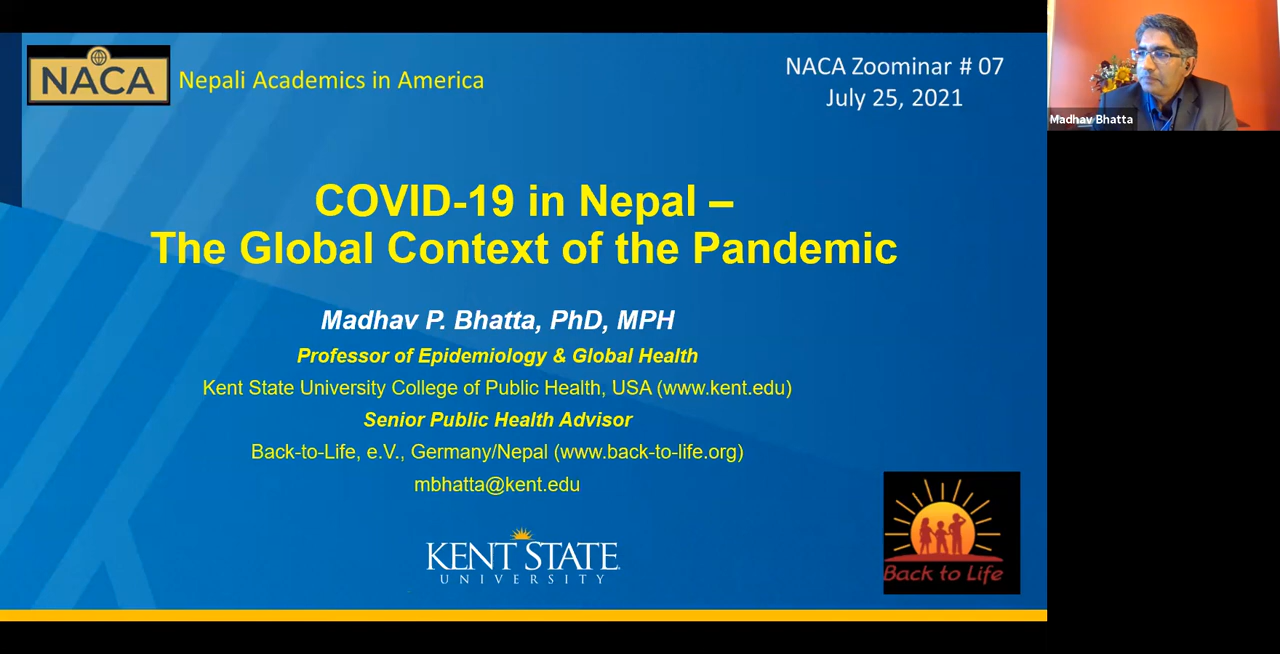 NACA
Nepali Academics in America
NACA Zoominar # 07
July 25, 2021
Madhav Bhatta
COVID-19 in Nepal –
The Global Context of the Pandemic
Madhav P. Bhatta, PhD, MPH
Professor of Epidemiology & Global Health
Kent State University College of Public Health, USA (www.kent.edu)
Senior Public Health Advisor
Back-to-Life, e.V., Germany/Nepal (www.back-to-life.org)
mbhatta@kent.edu
KENT STATE
UNIVERSITY
Back to Life